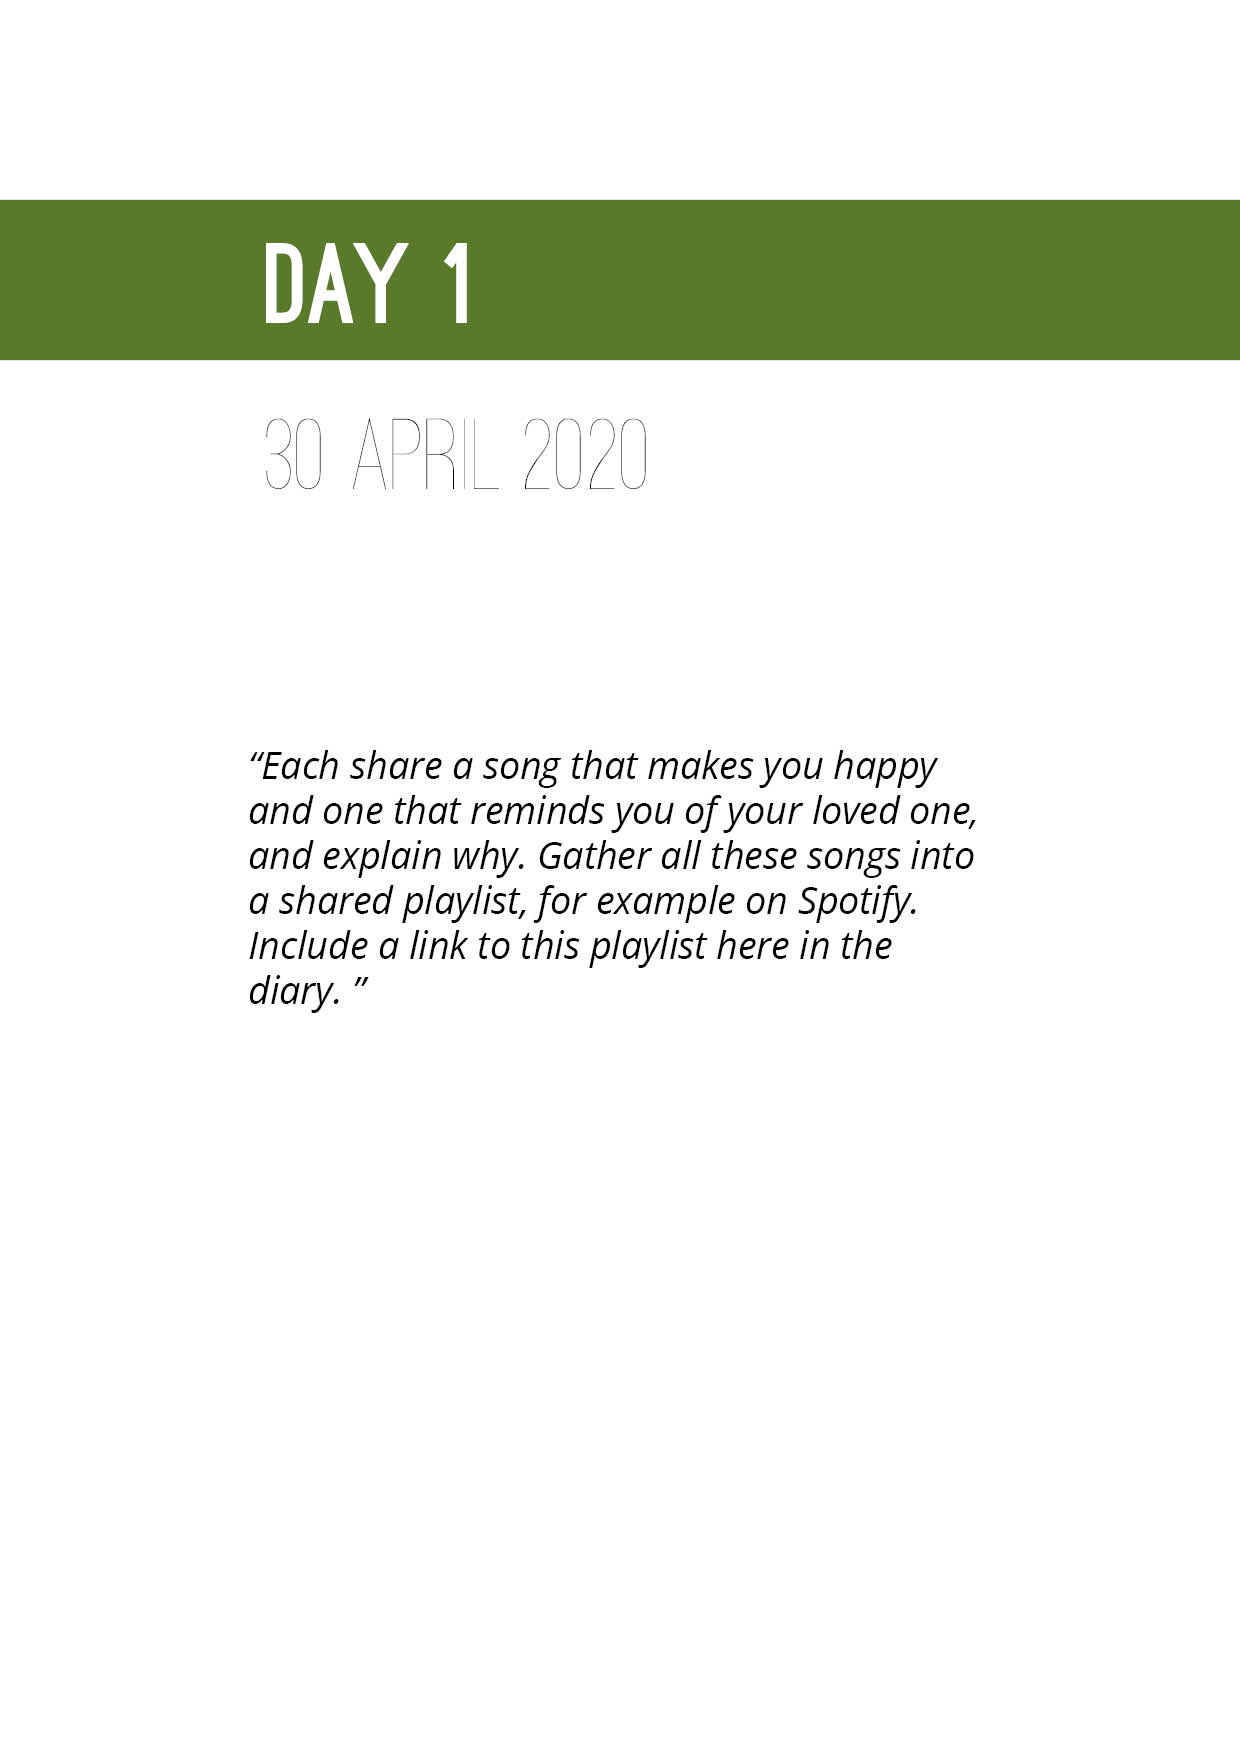 DAY 1
30 APRIL 2020
“Each share a song that makes you happy
and one that reminds you of your loved one,
and explain why. Gather all these songs into
a shared playlist, for example on Spotify.
Include a link to this playlist here in the
diary. ”